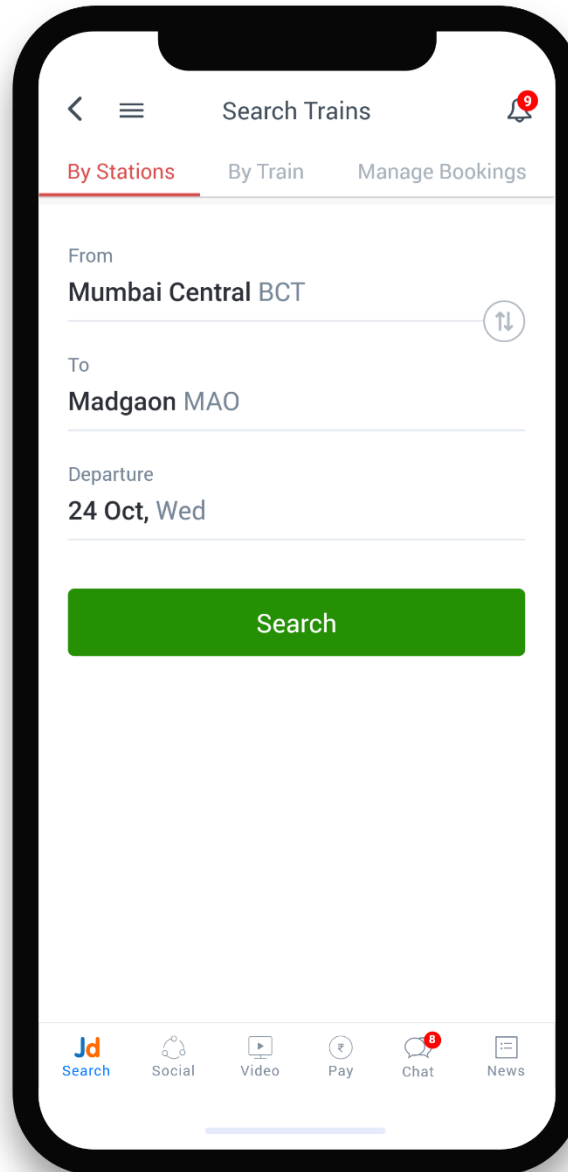 Search Trains
9
By Stations By Train Manage Bookings
From
Mumbai Central BCT
To
Madgaon MAO
Departure
24 Oct, Wed
Search
Jd
8
Search Social Video Pay Chat News